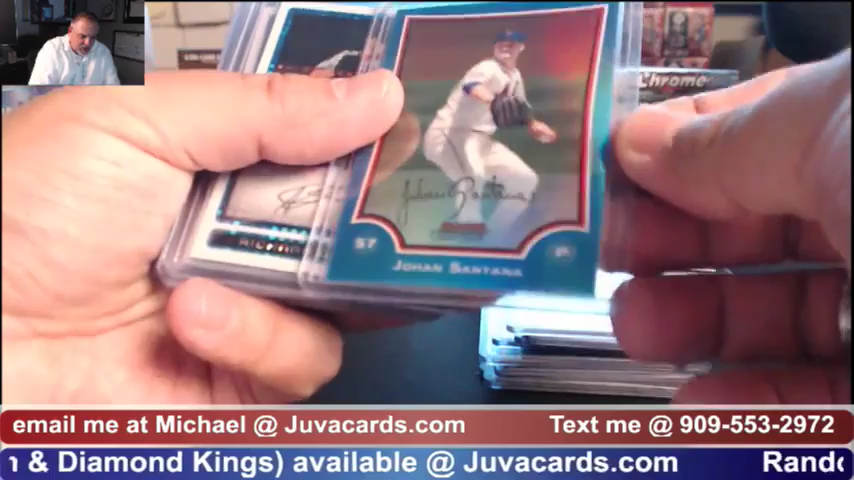 Chrome
57
JOHAN SANTANA
email me at Michael @ Juvacards.com Text me @ 909-553-2972
n & Diamond Kings) available @ Juvacards.com Rando